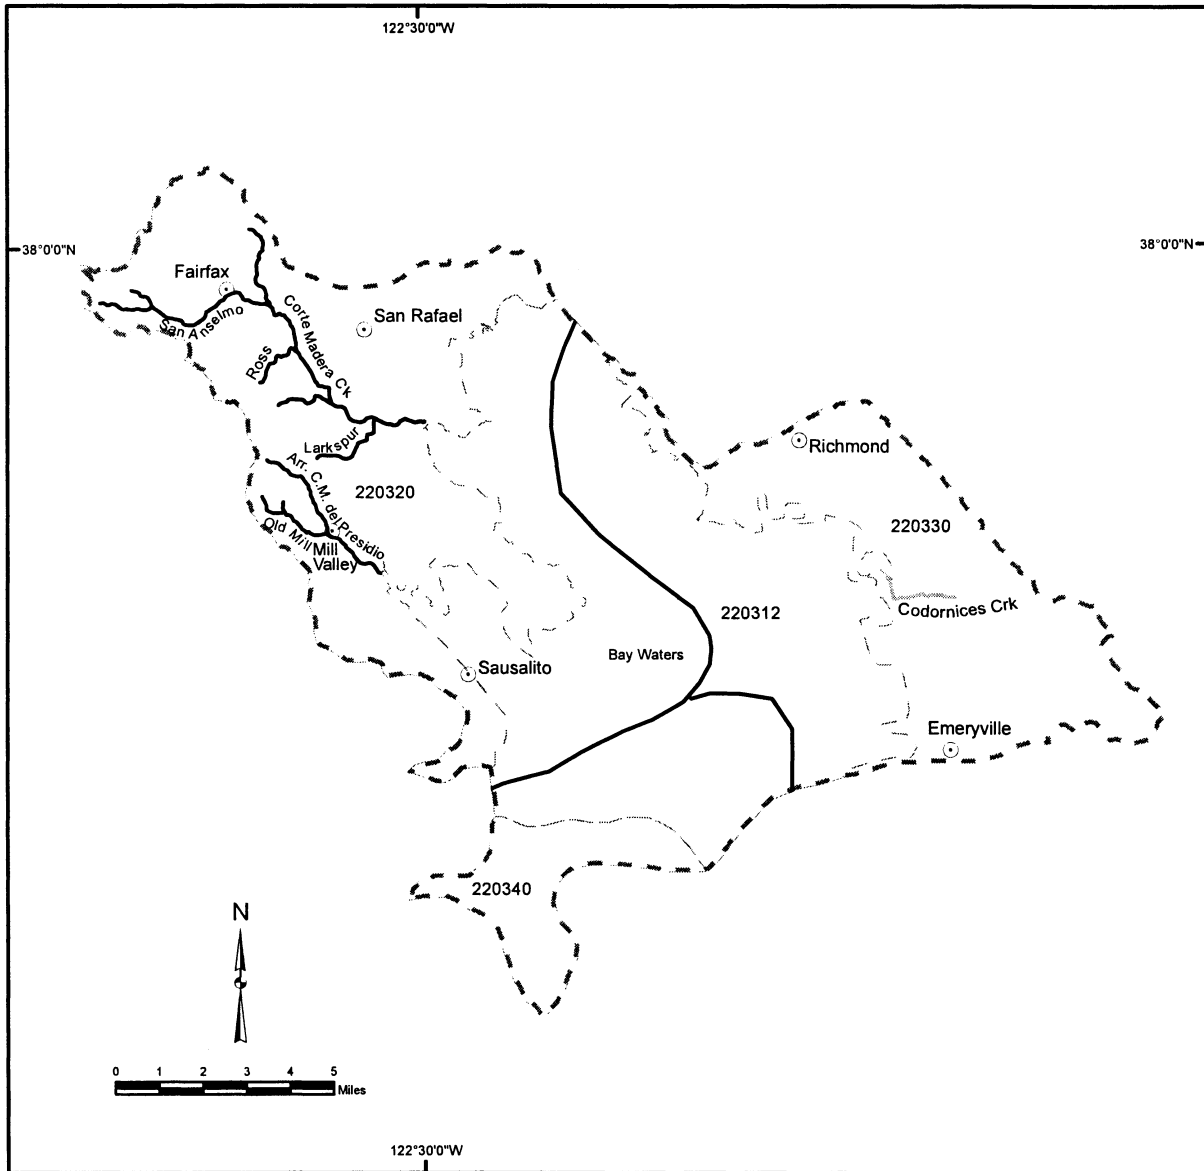 122°30'0"W
38°0'0"N
38°0'0"N
Fairfax
San Anselmo
Corte Madera Ck
San Rafael
Ross
Richmond
Larkspur
Arr. C.M. del Presidio
220320
220330
Old Mill
Mill
Valley
Codornices Crk
220312
Bay Waters
Sausalito
Emeryville
220340
N
0 1 2 3 4 5
Miles
122°30'0"W